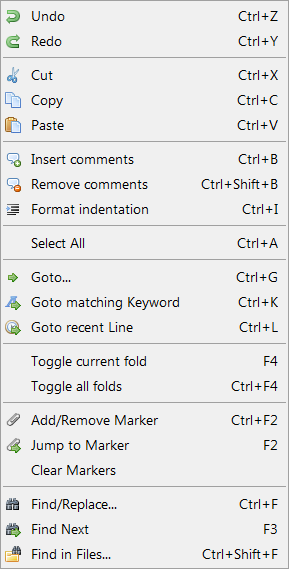 Undo Ctrl+Z
Redo Ctrl+Y
Cut Ctrl+X
Copy Ctrl+C
Paste Ctrl+V
Insert comments Ctrl+B
Remove comments Ctrl+Shift+B
Format indentation Ctrl+I
Select All Ctrl+A
Goto... Ctrl+G
Goto matching Keyword Ctrl+K
Goto recent Line Ctrl+L
Toggle current fold F4
Toggle all folds Ctrl+F4
Add/Remove Marker Ctrl+F2
Jump to Marker F2
Clear Markers
Find/Replace... Ctrl+F
Find Next F3
Find in Files... Ctrl+Shift+F